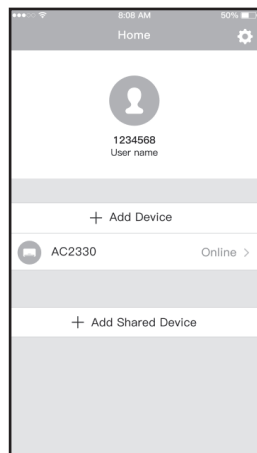 8:08 AM
50%
Home
1234568
User name
+ Add Device
AC2330
Online >
+ Add Shared Device